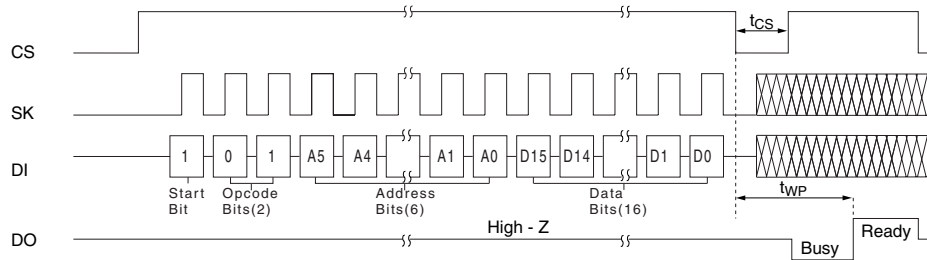 CS
tCS
SK
DI
1 0 1 A5 A4 A1 A0 D15 D14 D1 D0
Start Bit
Opcode Bits(2)
Address Bits(6)
Data Bits(16)
tWP
DO
High - Z
Busy
Ready